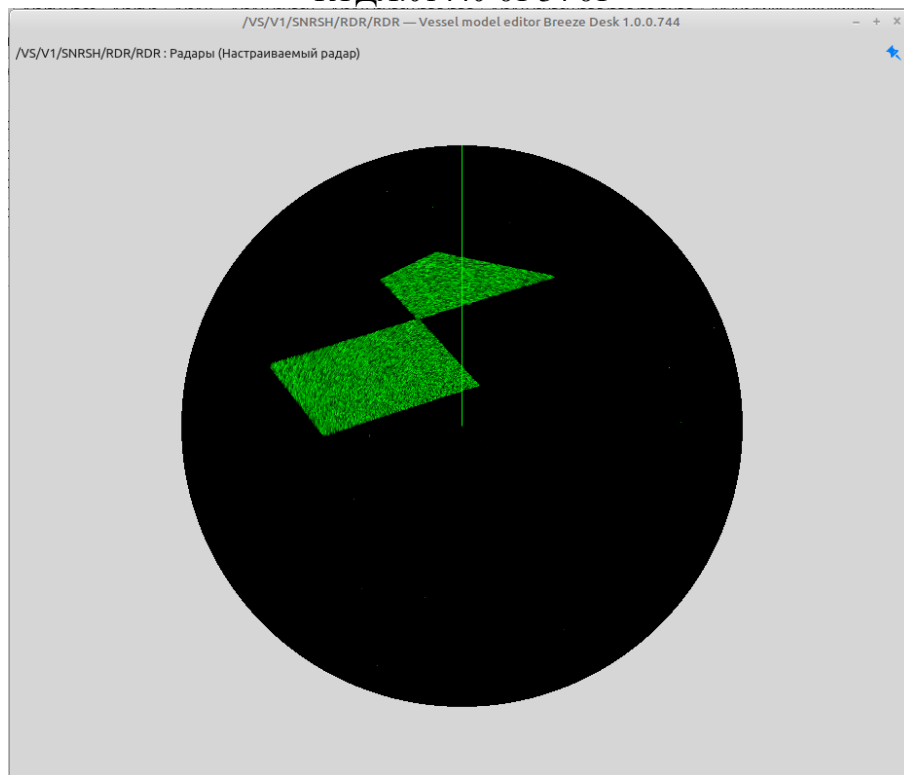 /VS/V1/SNRSH/RDR/RDR — Vessel model editor Breeze Desk 1.0.0.744
/VS/V1/SNRSH/RDR/RDR : Радары (Настраиваемый радар)